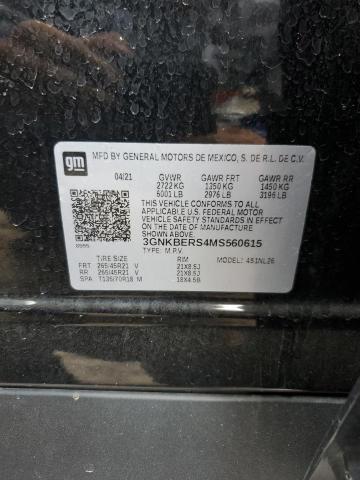 gm
MFD BY GENERAL MOTORS DE MEXICO, S. DE R.L. DE C.V.
04/21 GVWR GAWR FRT GAWR RR
2722 KG 1350 KG 1450 KG
6001 LB 2976 LB 3196 LB
THIS VEHICLE CONFORMS TO ALL
APPLICABLE U.S. FEDERAL MOTOR
VEHICLE SAFETY STANDARDS IN EFFECT
ON THE DATE OF MANUFACTURE
SHOWN ABOVE.
3GNKBERS4MS560615
TYPE: M.P.V. MODEL:
TIRE SIZE RIM
FRT 265/45R21 V 21X8.5J
RR 265/45R21 V 21X8.5J
SPA T135/70R18 M 18X4.5B